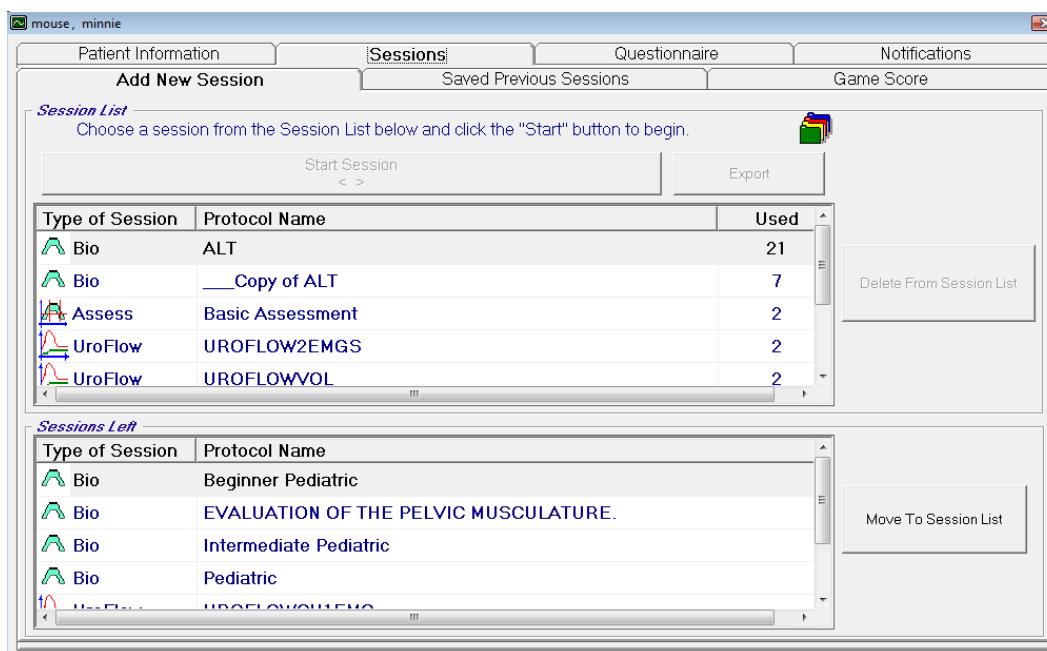 mouse, minnie
Patient Information Sessions Questionnaire Notifications
Add New Session Saved Previous Sessions Game Score
Session List
Choose a session from the Session List below and click the "Start" button to begin.
Start Session
< >
Export
Type of Session Protocol Name Used
Bio ALT 21
Bio ___Copy of ALT 7
Assess Basic Assessment 2
UroFlow UROFLOW2EMGS 2
UroFlow UROFLOWVOL 2
Delete From Session List
Sessions Left
Type of Session Protocol Name
Bio Beginner Pediatric
Bio EVALUATION OF THE PELVIC MUSCULATURE.
Bio Intermediate Pediatric
Bio Pediatric
Move To Session List